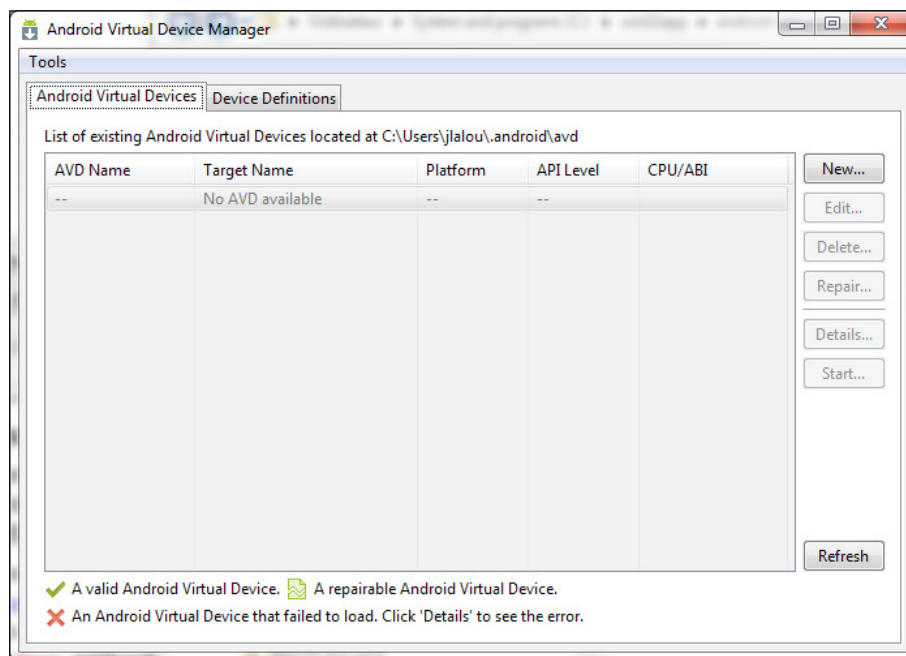 Android Virtual Device Manager
Tools
Android Virtual Devices Device Definitions
List of existing Android Virtual Devices located at C:\Users\jlalou\.android\avd
AVD Name Target Name Platform API Level CPU/ABI
-- No AVD available -- --
New...
Edit...
Delete...
Repair...
Details...
Start...
Refresh
A valid Android Virtual Device. A repairable Android Virtual Device.
An Android Virtual Device that failed to load. Click 'Details' to see the error.